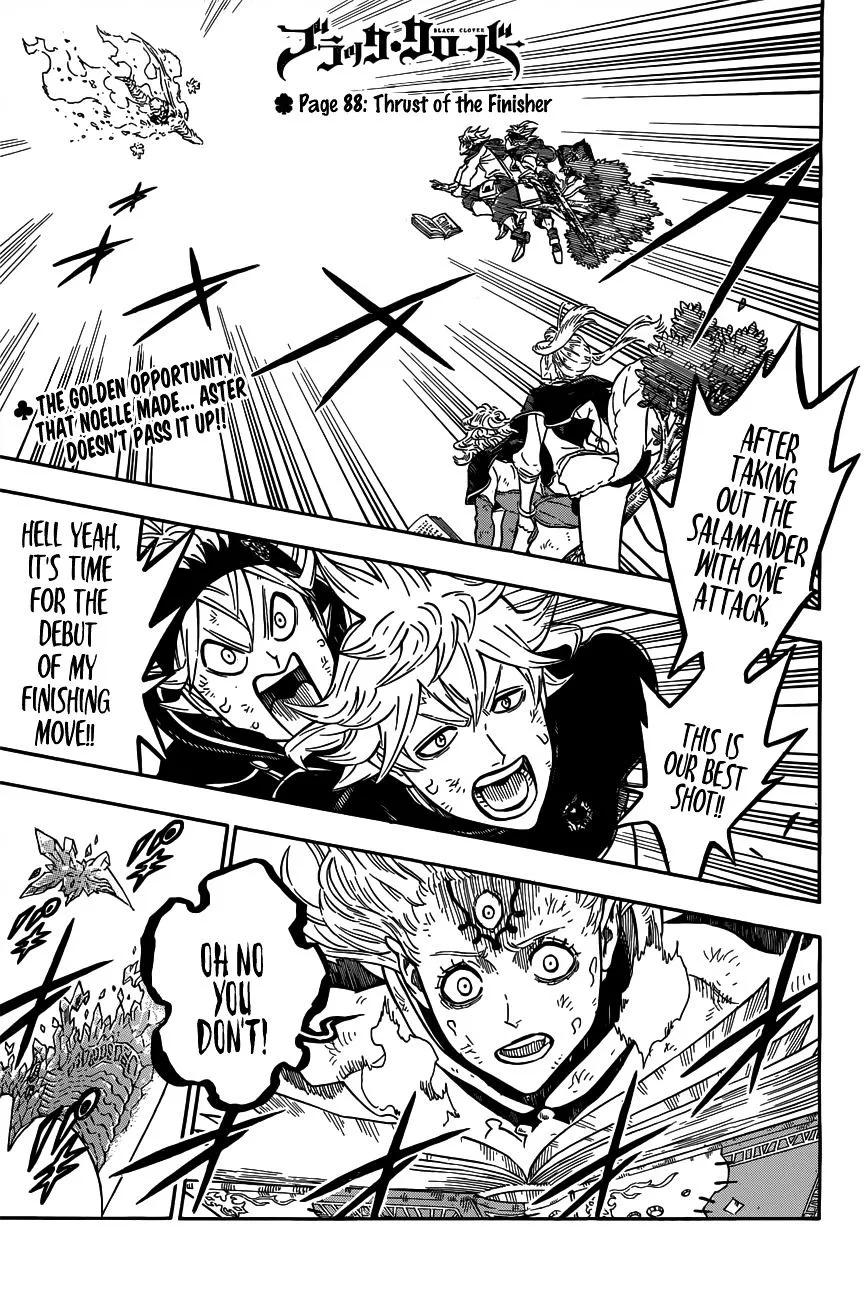 ブラッククローバー
BLACK CLOVER
Page 88: Thrust of the Finisher
THE GOLDEN OPPORTUNITY
THAT NOELLE MADE... ASTER
DOESN'T PASS IT UP!!
AFTER
TAKING
OUT THE
SALAMANDER
WITH ONE
ATTACK,
THIS IS
OUR BEST
SHOT!!
HELL YEAH,
IT'S TIME
FOR THE
DEBUT
OF MY
FINISHING
MOVE!!
OH NO
YOU
DON'T!